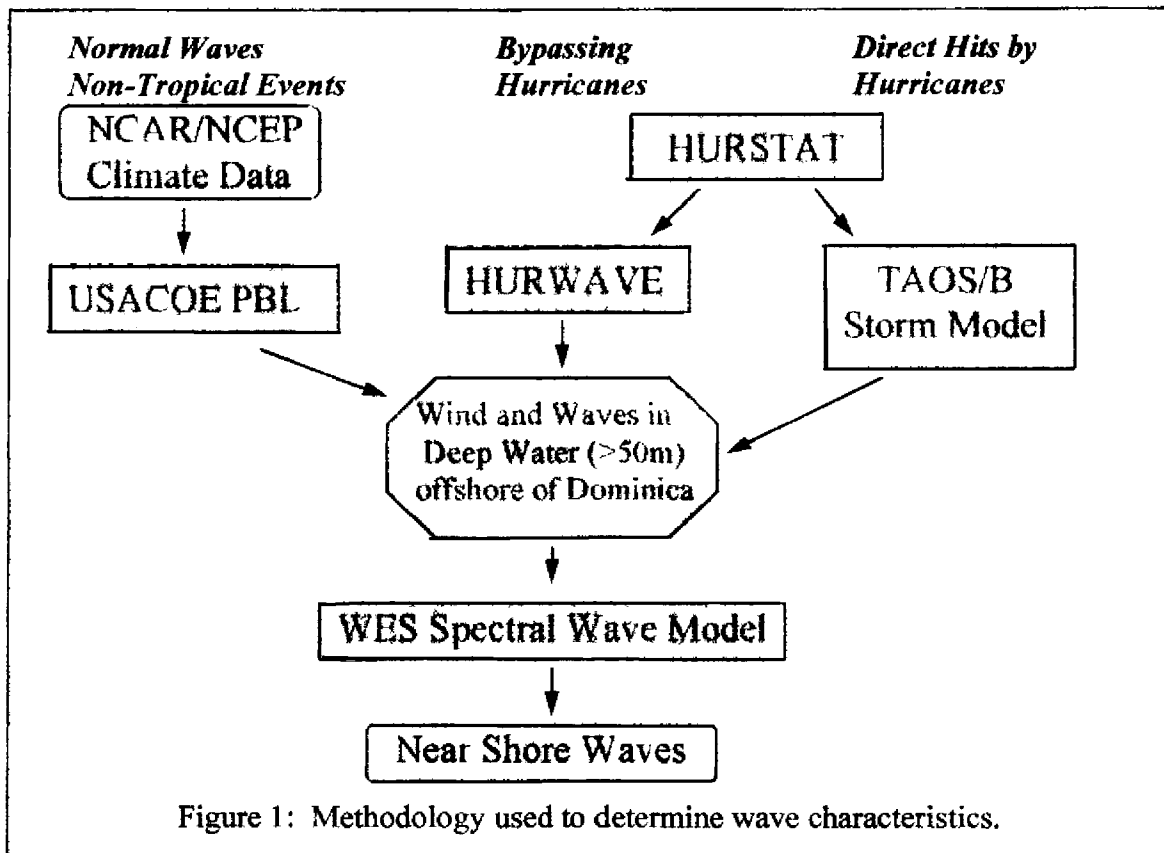 Normal Waves
Non-Tropical Events
Bypassing
Hurricanes
Direct Hits by
Hurricanes
NCAR/NCEP
Climate Data
HURSTAT
USACOE PBL
HURWAVE
TAOS/B
Storm Model
Wind and Waves in
Deep Water (>50m)
offshore of Dominica
WES Spectral Wave Model
Near Shore Waves
Figure 1: Methodology used to determine wave characteristics.